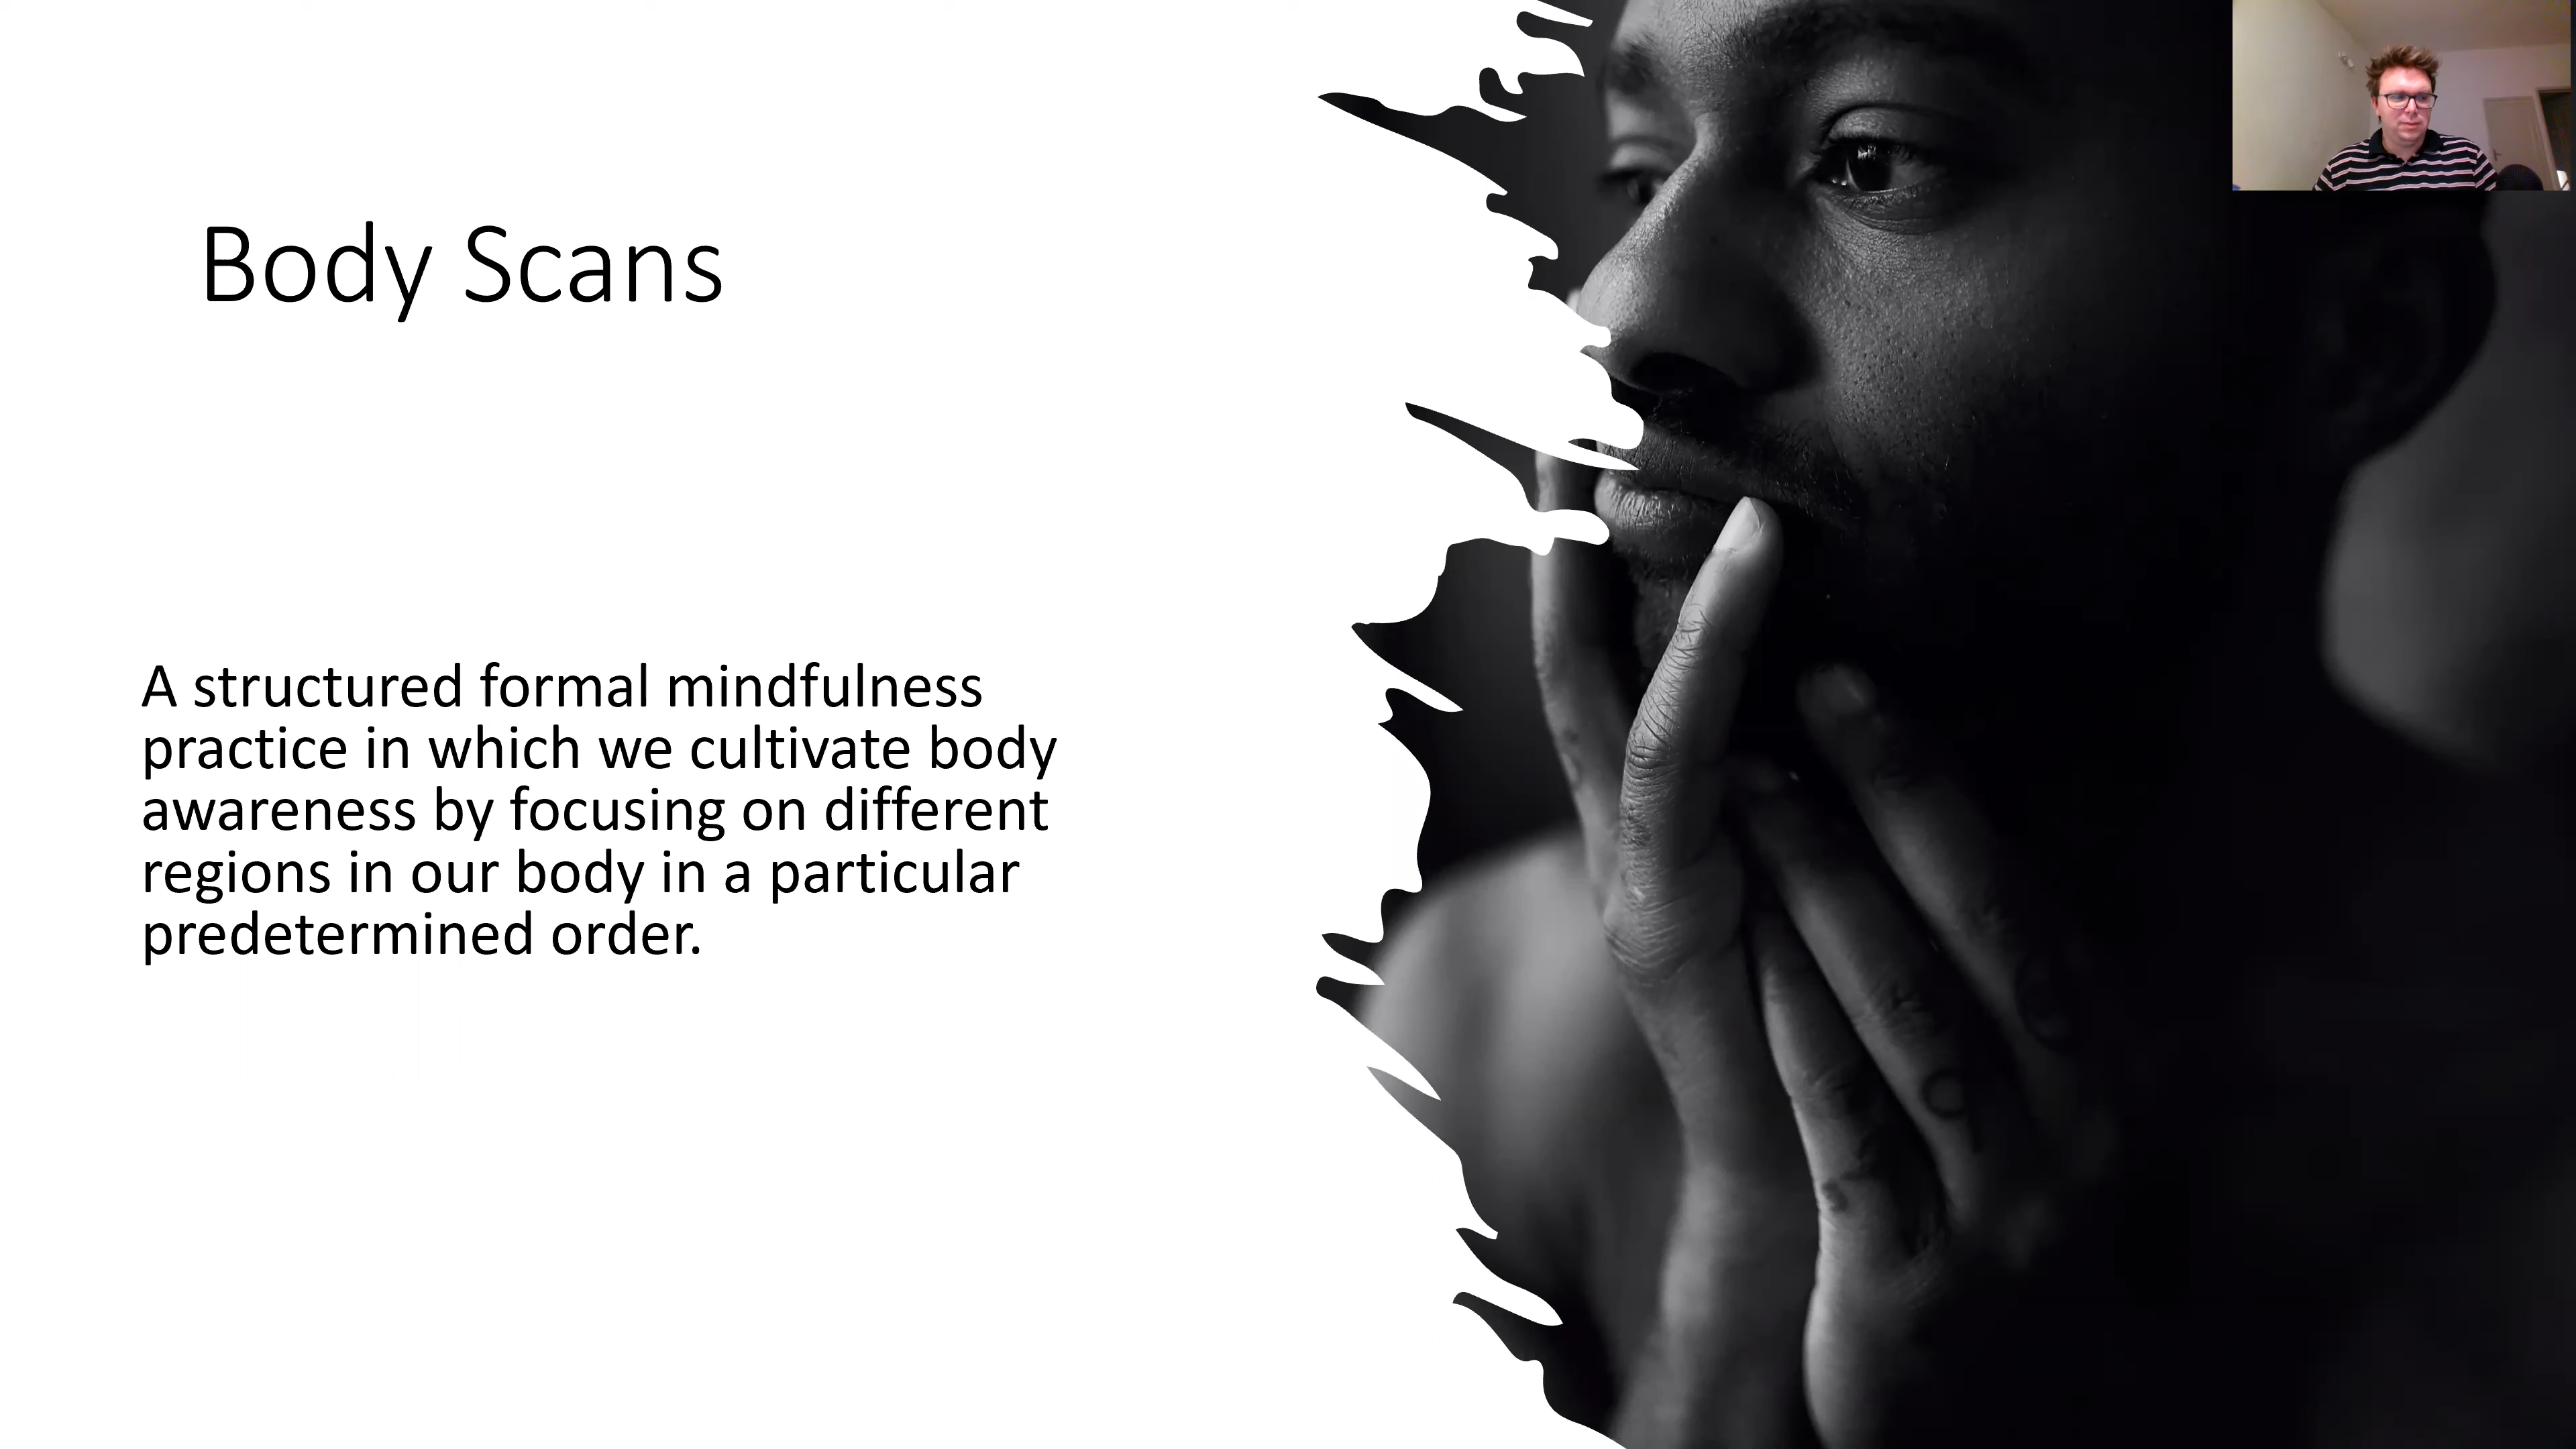 Body Scans
A structured formal mindfulness
practice in which we cultivate body
awareness by focusing on different
regions in our body in a particular
predetermined order.